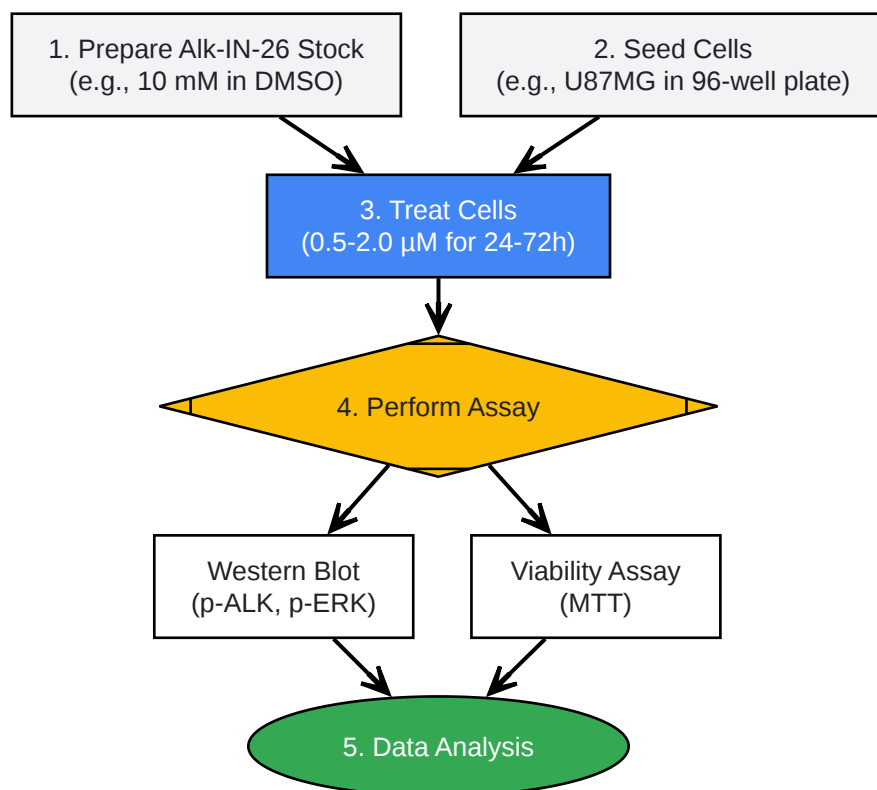 1. Prepare Alk-IN-26 Stock
(e.g., 10 mM in DMSO)
2. Seed Cells
(e.g., U87MG in 96-well plate)
3. Treat Cells
(0.5-2.0 µM for 24-72h)
4. Perform Assay
Western Blot
(p-ALK, p-ERK)
Viability Assay
(MTT)
5. Data Analysis